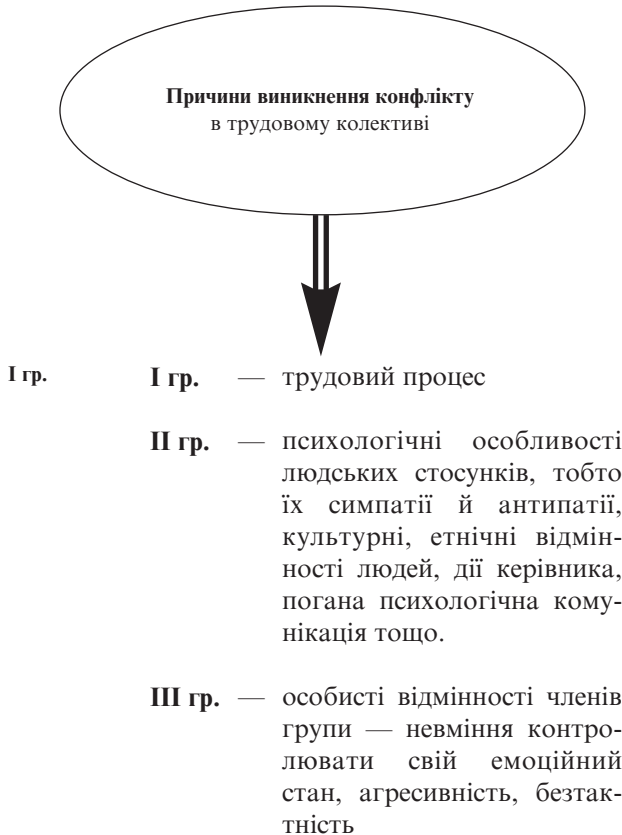 Причини виникнення конфлікту
в трудовому колективі
І гр. І гр. — трудовий процес
ІІ гр. — психологічні особливості
людських стосунків, тобто
їх симпатії й антипатії,
культурні, етнічні відмін-
ності людей, дії керівника,
погана психологічна кому-
нікація тощо.
ІІІ гр. — особисті відмінності членів
групи — невміння контро-
лювати свій емоційний
стан, агресивність, безтак-
тність